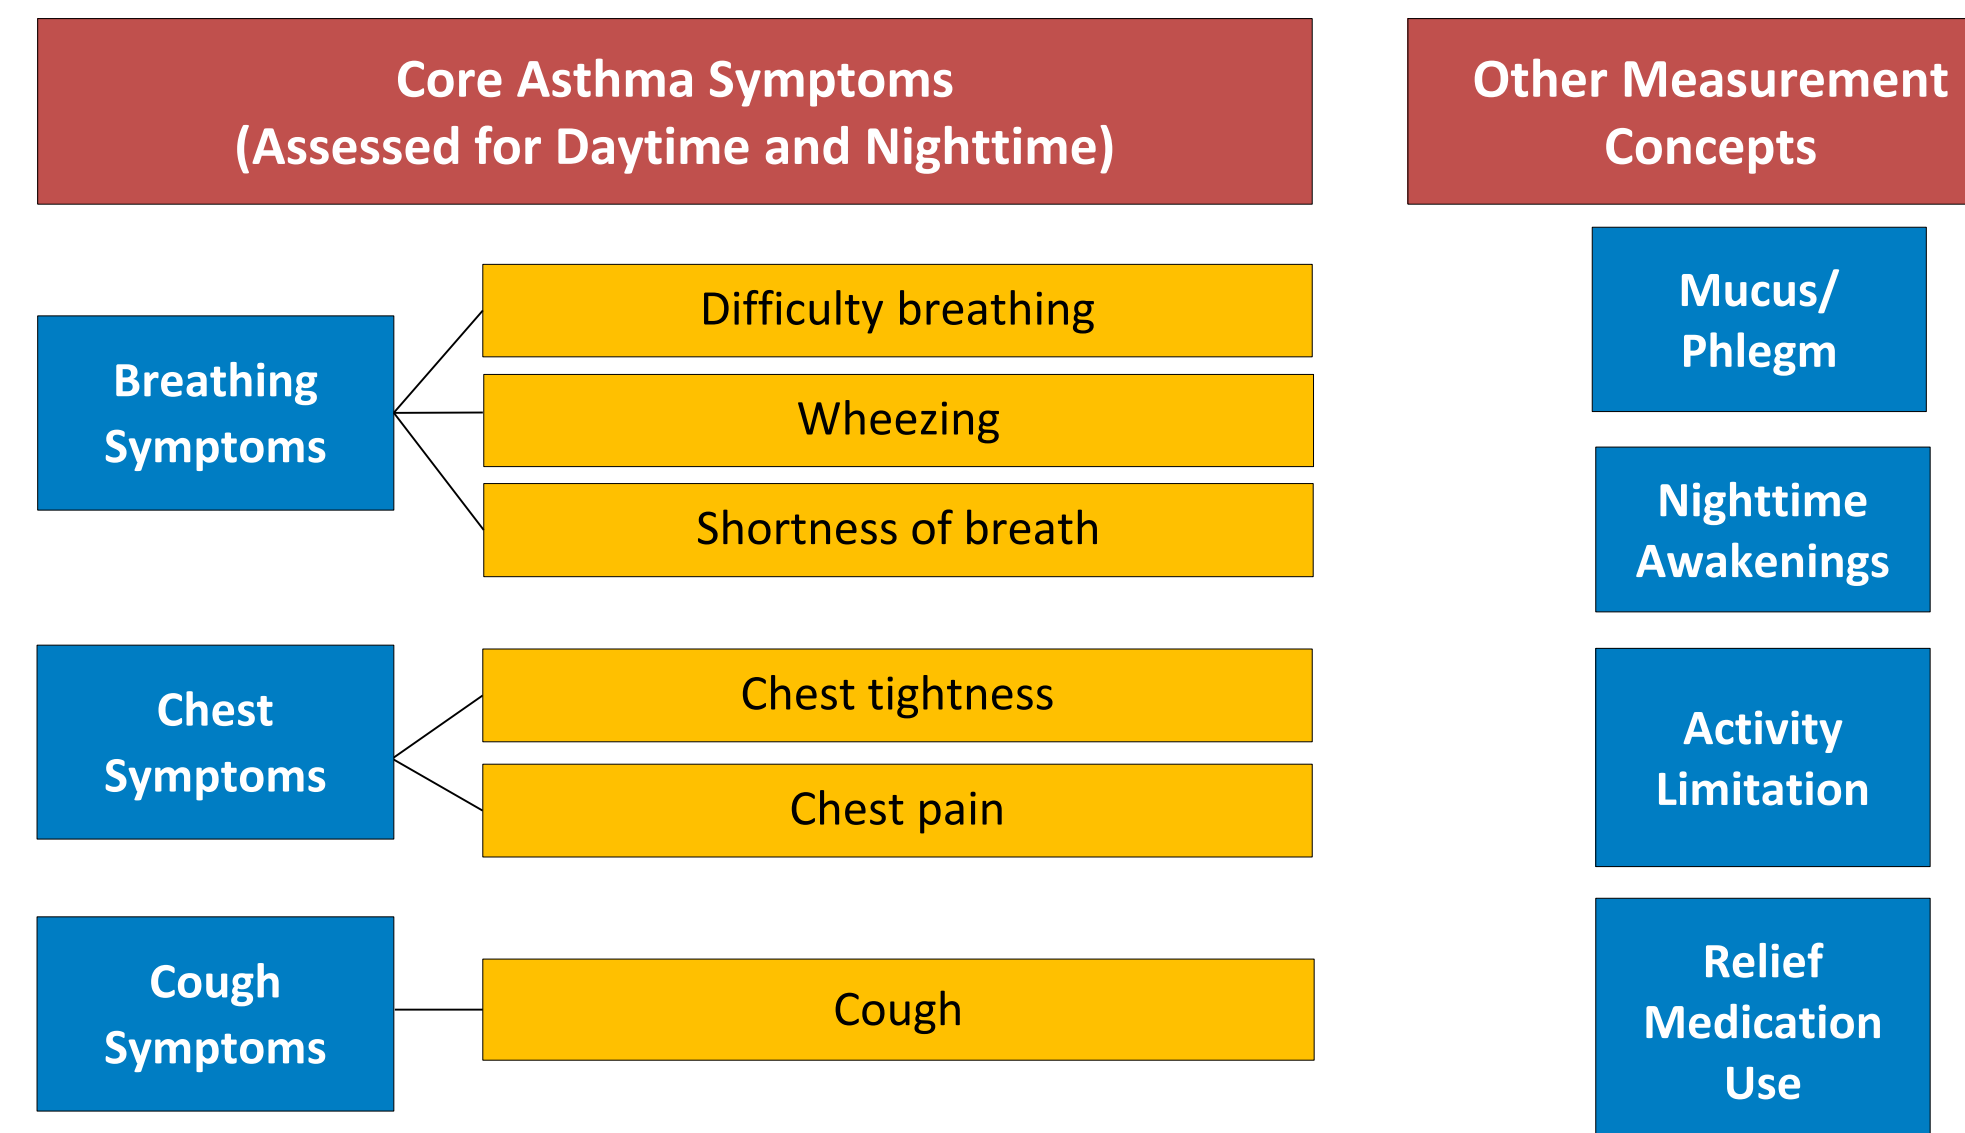 Core Asthma Symptoms
(Assessed for Daytime and Nighttime)
Breathing
Symptoms
Difficulty breathing
Wheezing
Shortness of breath
Chest
Symptoms
Chest tightness
Chest pain
Cough
Symptoms
Cough
Other Measurement
Concepts
Mucus/
Phlegm
Nighttime
Awakenings
Activity
Limitation
Relief
Medication
Use